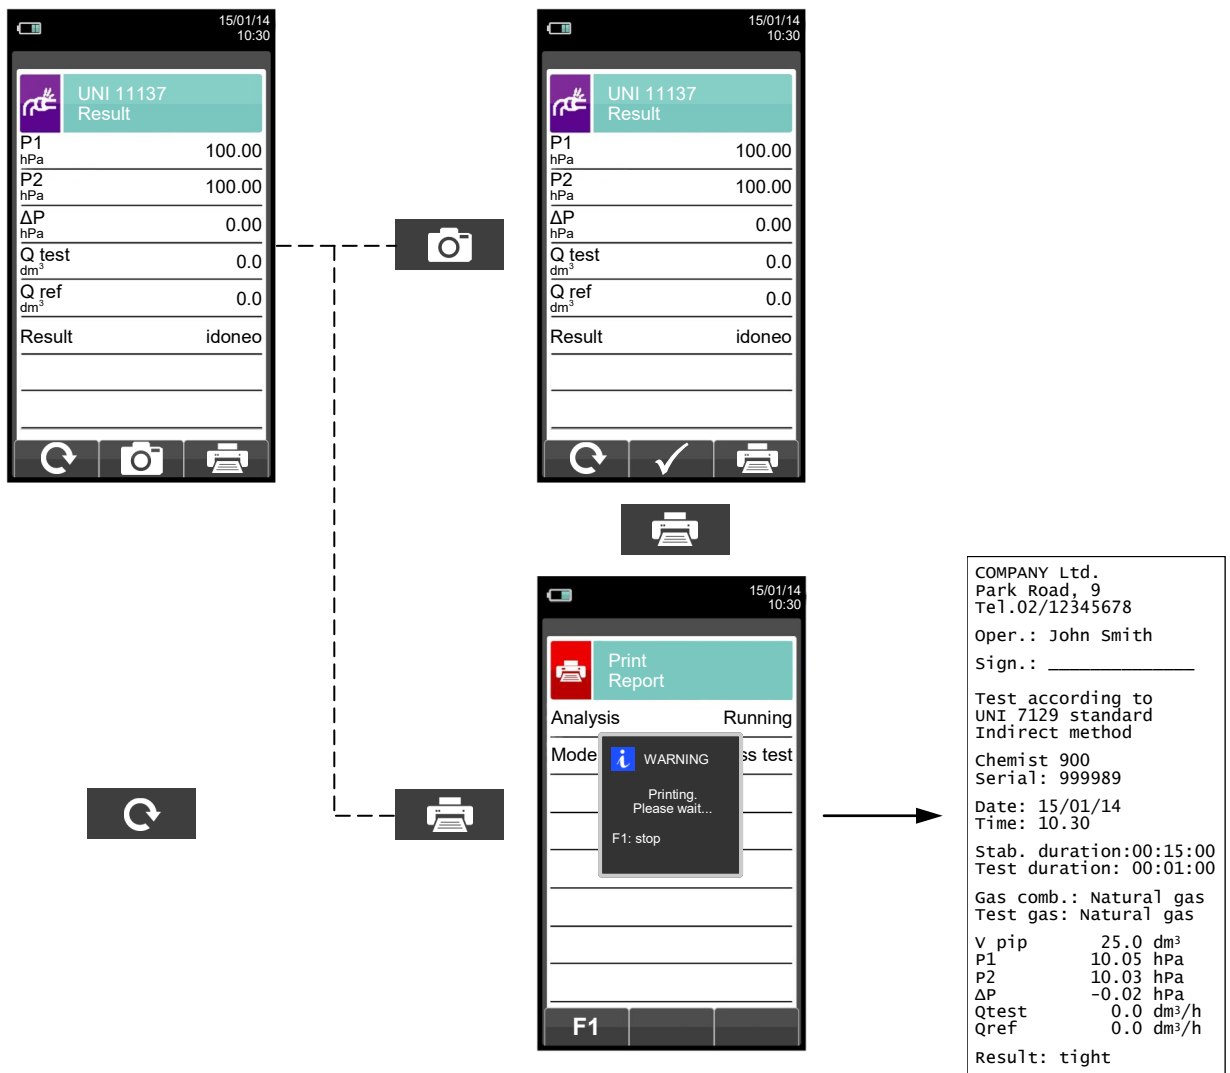 15/01/14
10:30
UNI 11137
Result
P1
hPa
100.00
P2
hPa
100.00
ΔP
hPa
0.00
Q test
dm³
0.0
Q ref
dm³
0.0
Result idoneo
15/01/14
10:30
UNI 11137
Result
P1
hPa
100.00
P2
hPa
100.00
ΔP
hPa
0.00
Q test
dm³
0.0
Q ref
dm³
0.0
Result idoneo
15/01/14
10:30
Print
Report
Analysis Running
Mode ss test
i WARNING
Printing.
Please wait...
F1: stop
F1
COMPANY Ltd.
Park Road, 9
Tel.02/12345678
Oper.: John Smith
Sign.: ______________
Test according to
UNI 7129 standard
Indirect method
Chemist 900
Serial: 999989
Date: 15/01/14
Time: 10.30
Stab. duration:00:15:00
Test duration: 00:01:00
Gas comb.: Natural gas
Test gas: Natural gas
V pip 25.0 dm³
P1 10.05 hPa
P2 10.03 hPa
ΔP -0.02 hPa
Qtest 0.0 dm³/h
Qref 0.0 dm³/h
Result: tight